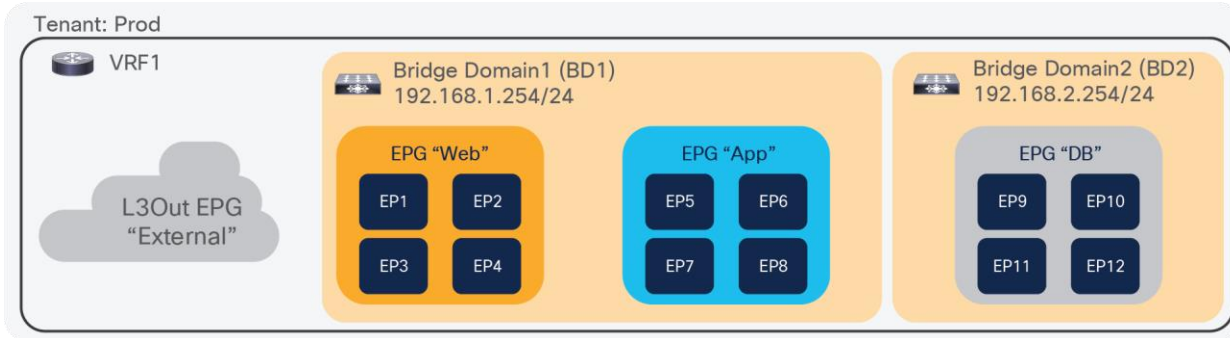 Tenant: Prod
VRF1
L3Out EPG
“External”
Bridge Domain1 (BD1)
192.168.1.254/24
EPG “Web”
EP1
EP2
EP3
EP4
EPG “App”
EP5
EP6
EP7
EP8
Bridge Domain2 (BD2)
192.168.2.254/24
EPG “DB”
EP9
EP10
EP11
EP12